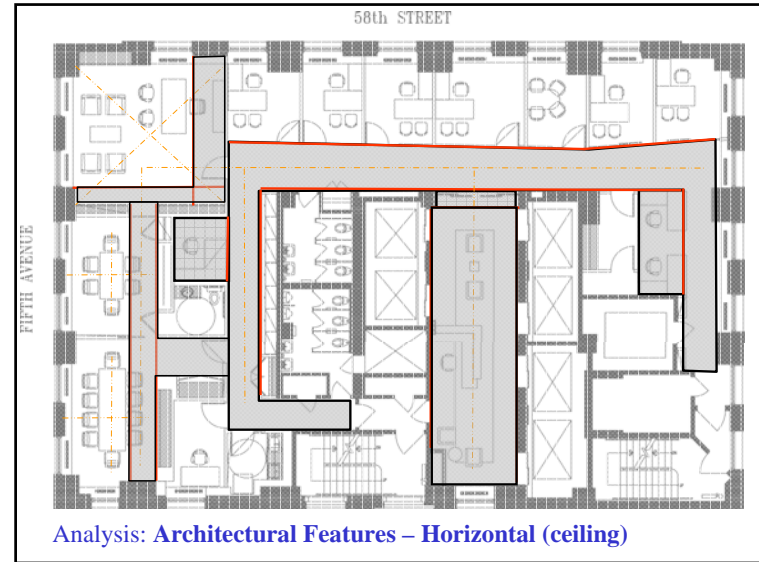 58th STREET
FIFTH AVENUE
Analysis: Architectural Features – Horizontal (ceiling)